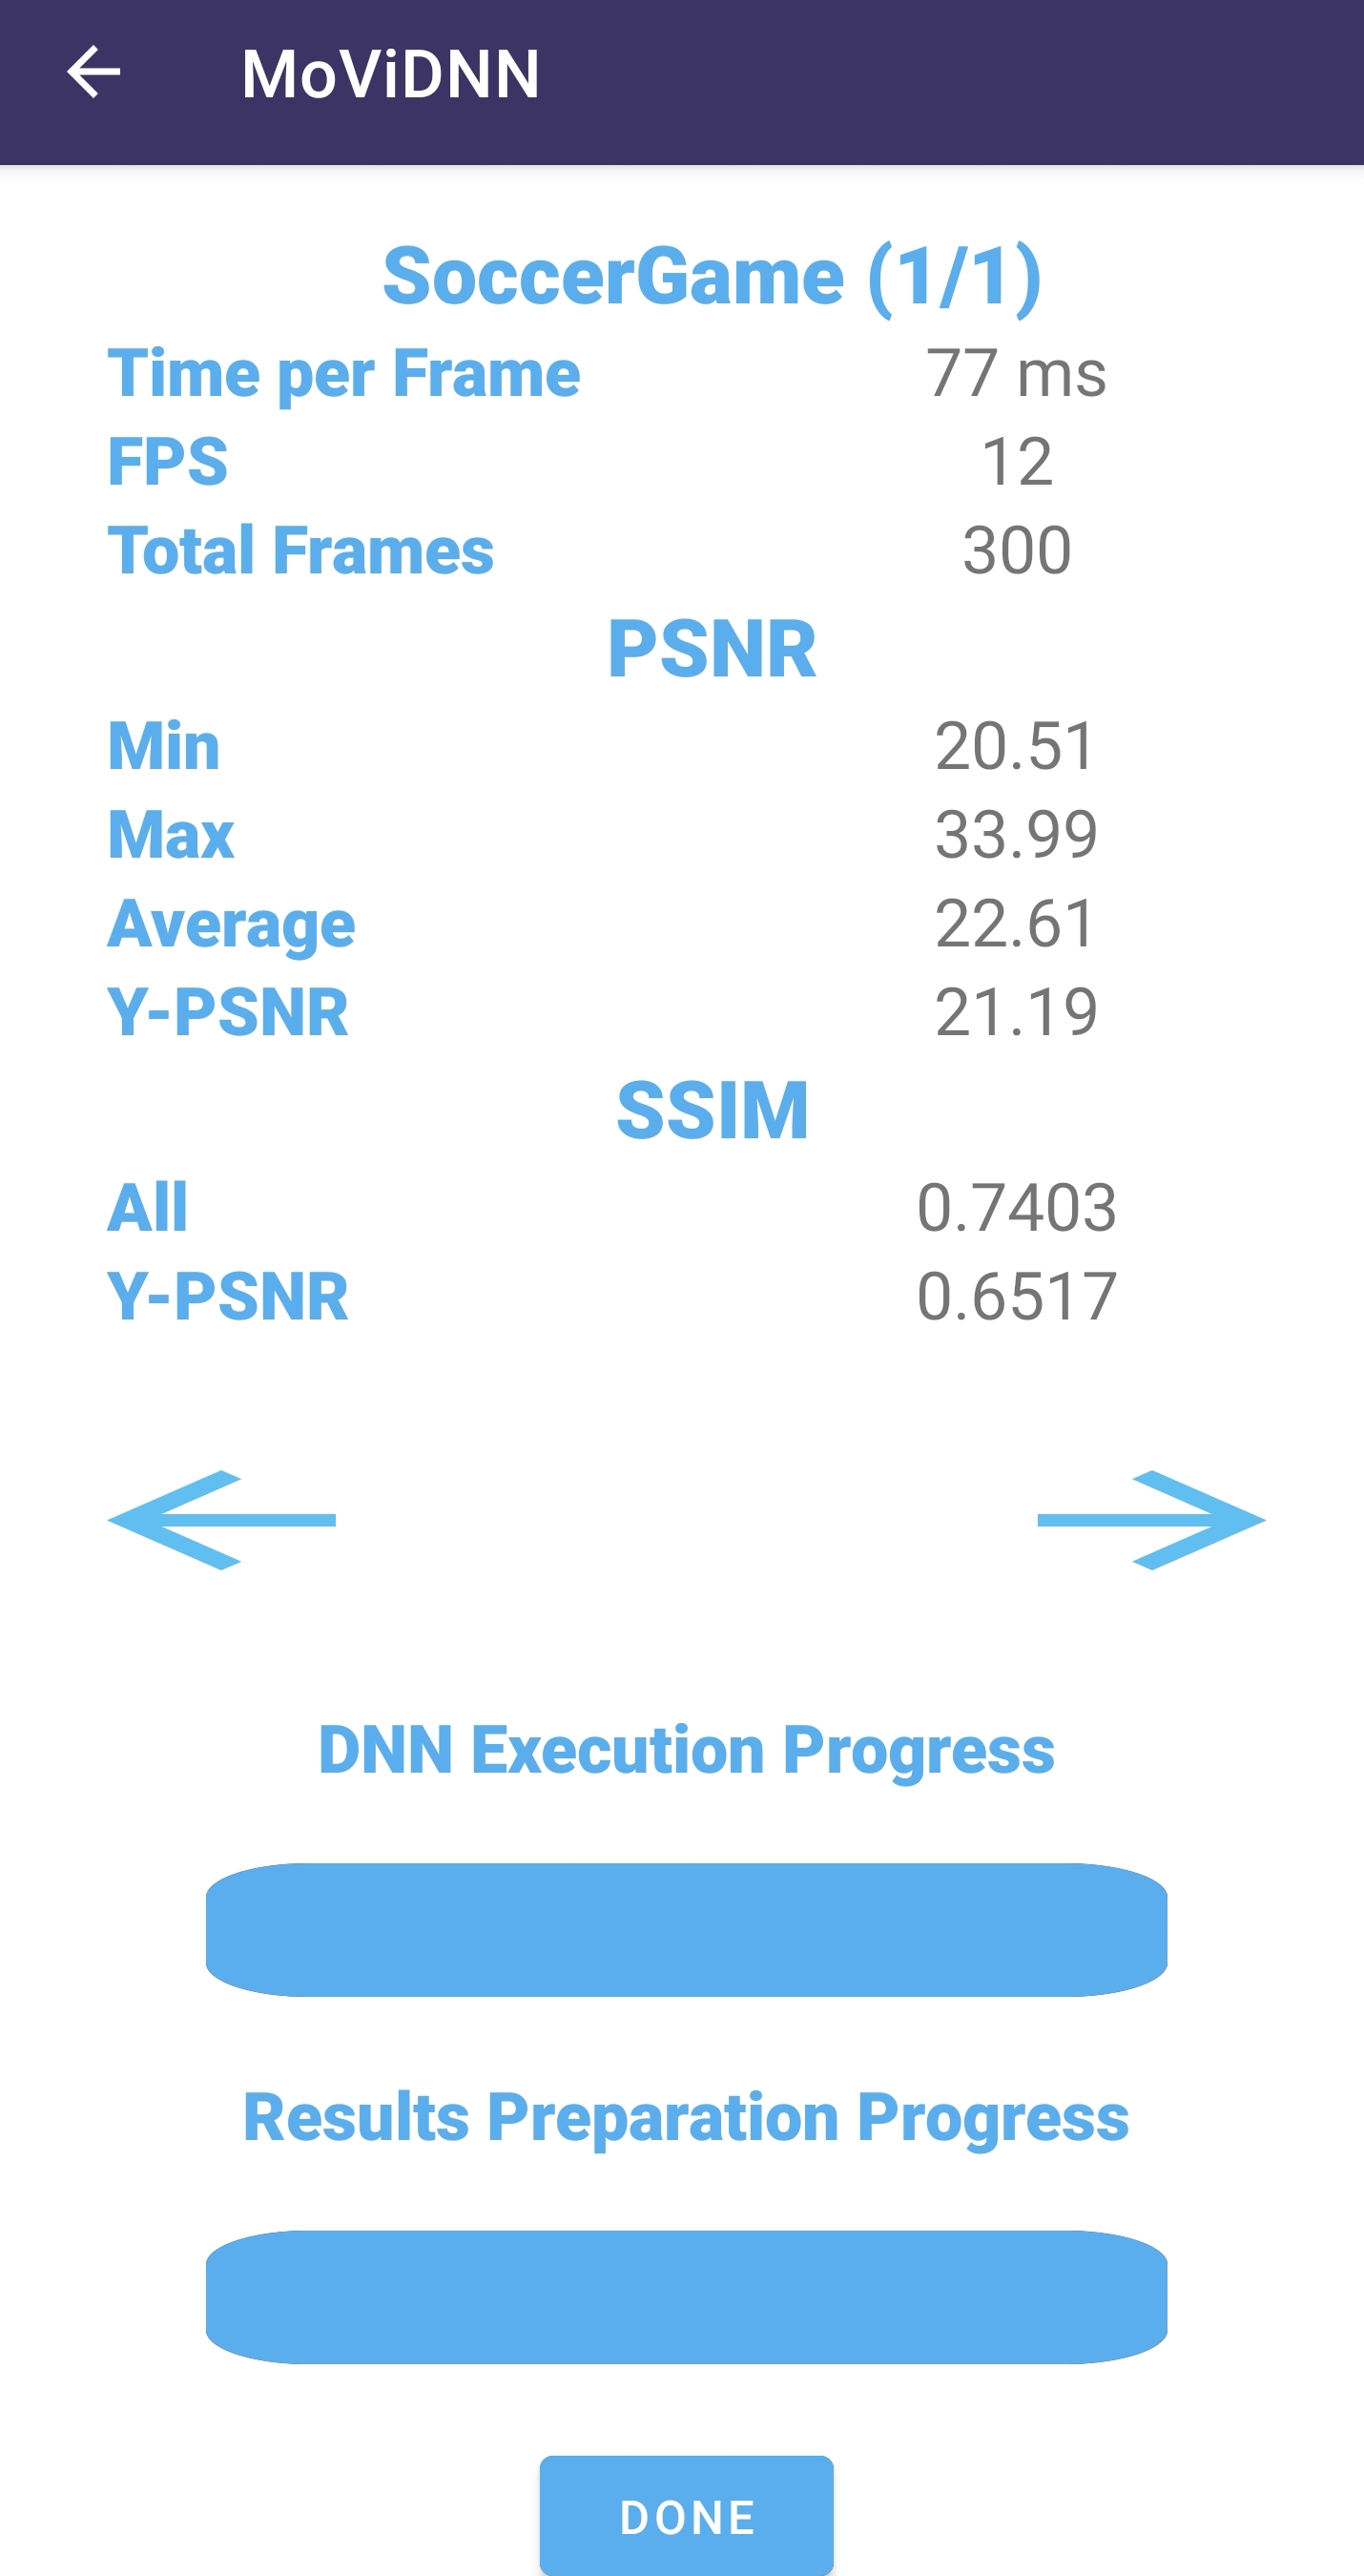 MoViDNN
SoccerGame (1/1)
Time per Frame 77 ms
FPS 12
Total Frames 300
PSNR
Min 20.51
Max 33.99
Average 22.61
Y-PSNR 21.19
SSIM
All 0.7403
Y-PSNR 0.6517
DNN Execution Progress
Results Preparation Progress
DONE